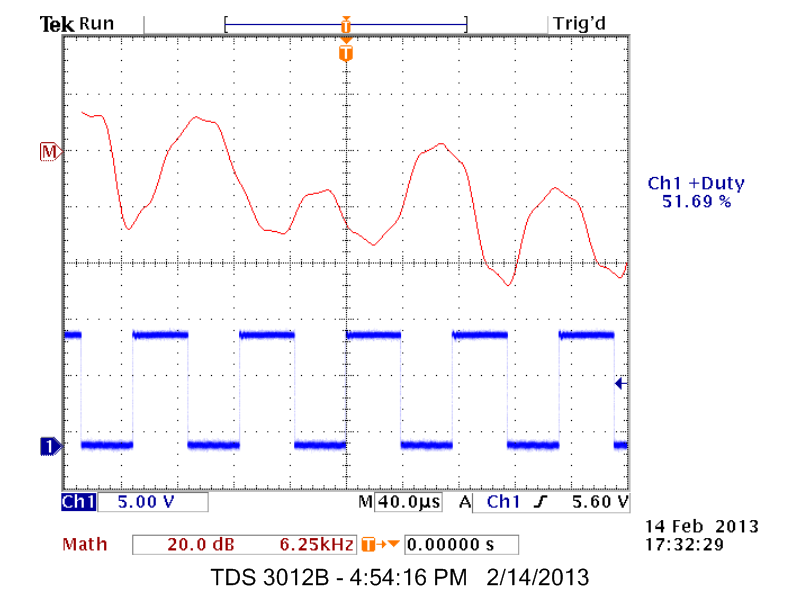 Tek Run Trig'd
T
T
M
Ch1 +Duty
51.69 %
1
Ch1 5.00 V M 40.0µs A Ch1 5.60 V
14 Feb 2013
Math 20.0 dB 6.25kHz T 0.00000 s 17:32:29
TDS 3012B - 4:54:16 PM 2/14/2013